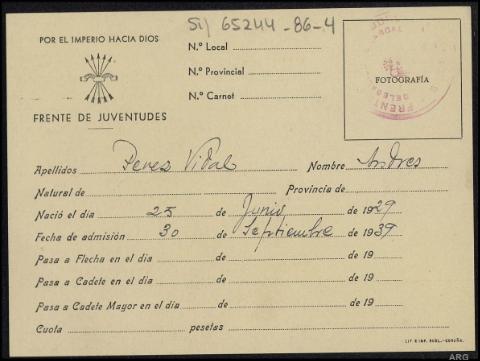 Si) 65244-86-4
POR EL IMPERIO HACIA DIOS
N.º Local
N.º Provincial
N.º Carnot
FOTOGRAFÍA
FRENT
FRENTE DE JUVENTUDES
Apellidos Peres Vidal Nombre Andres
Natural de Provincia de
Nació el día 25 de Junio de 1929
Fecha de admisión 30 de Septiembre de 1939
Pasa a Flecha en el día de de 19
Pasa a Cadete en el día de de 19
Pasa a Cadete Mayor en el día de de 19
Cuota pesetas
ARG